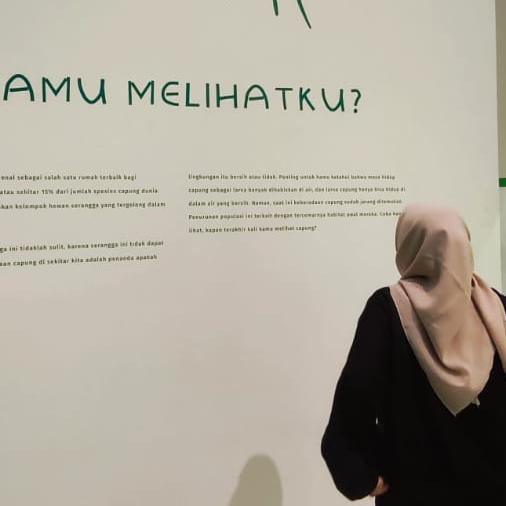 AMU MELIHATKU?
enal sebagai salah satu rumah terbaik bagi
atau sekitar 15% dari jumlah spesies capung dunia
kan kelompok hewan serangga yang tergolong dalam
ga ini tidaklah sulit, karena serangga ini tidak dapat
aan capung di sekitar kita adalah penanda apakah
lingkungan itu bersih atau tidak. Penting untuk kamu ketahui bahwa masa hidup
capung sebagai larva banyak dihabiskan di air, dan larva capung hanya bisa hidup di
dalam air yang bersih. Namun, saat ini keberadaan capung sudah jarang ditemukan.
Penurunan populasi ini terkait dengan tercemarnya habitat awal mereka. Coba
lihat, kapan terakhir kali kamu melihat capung?